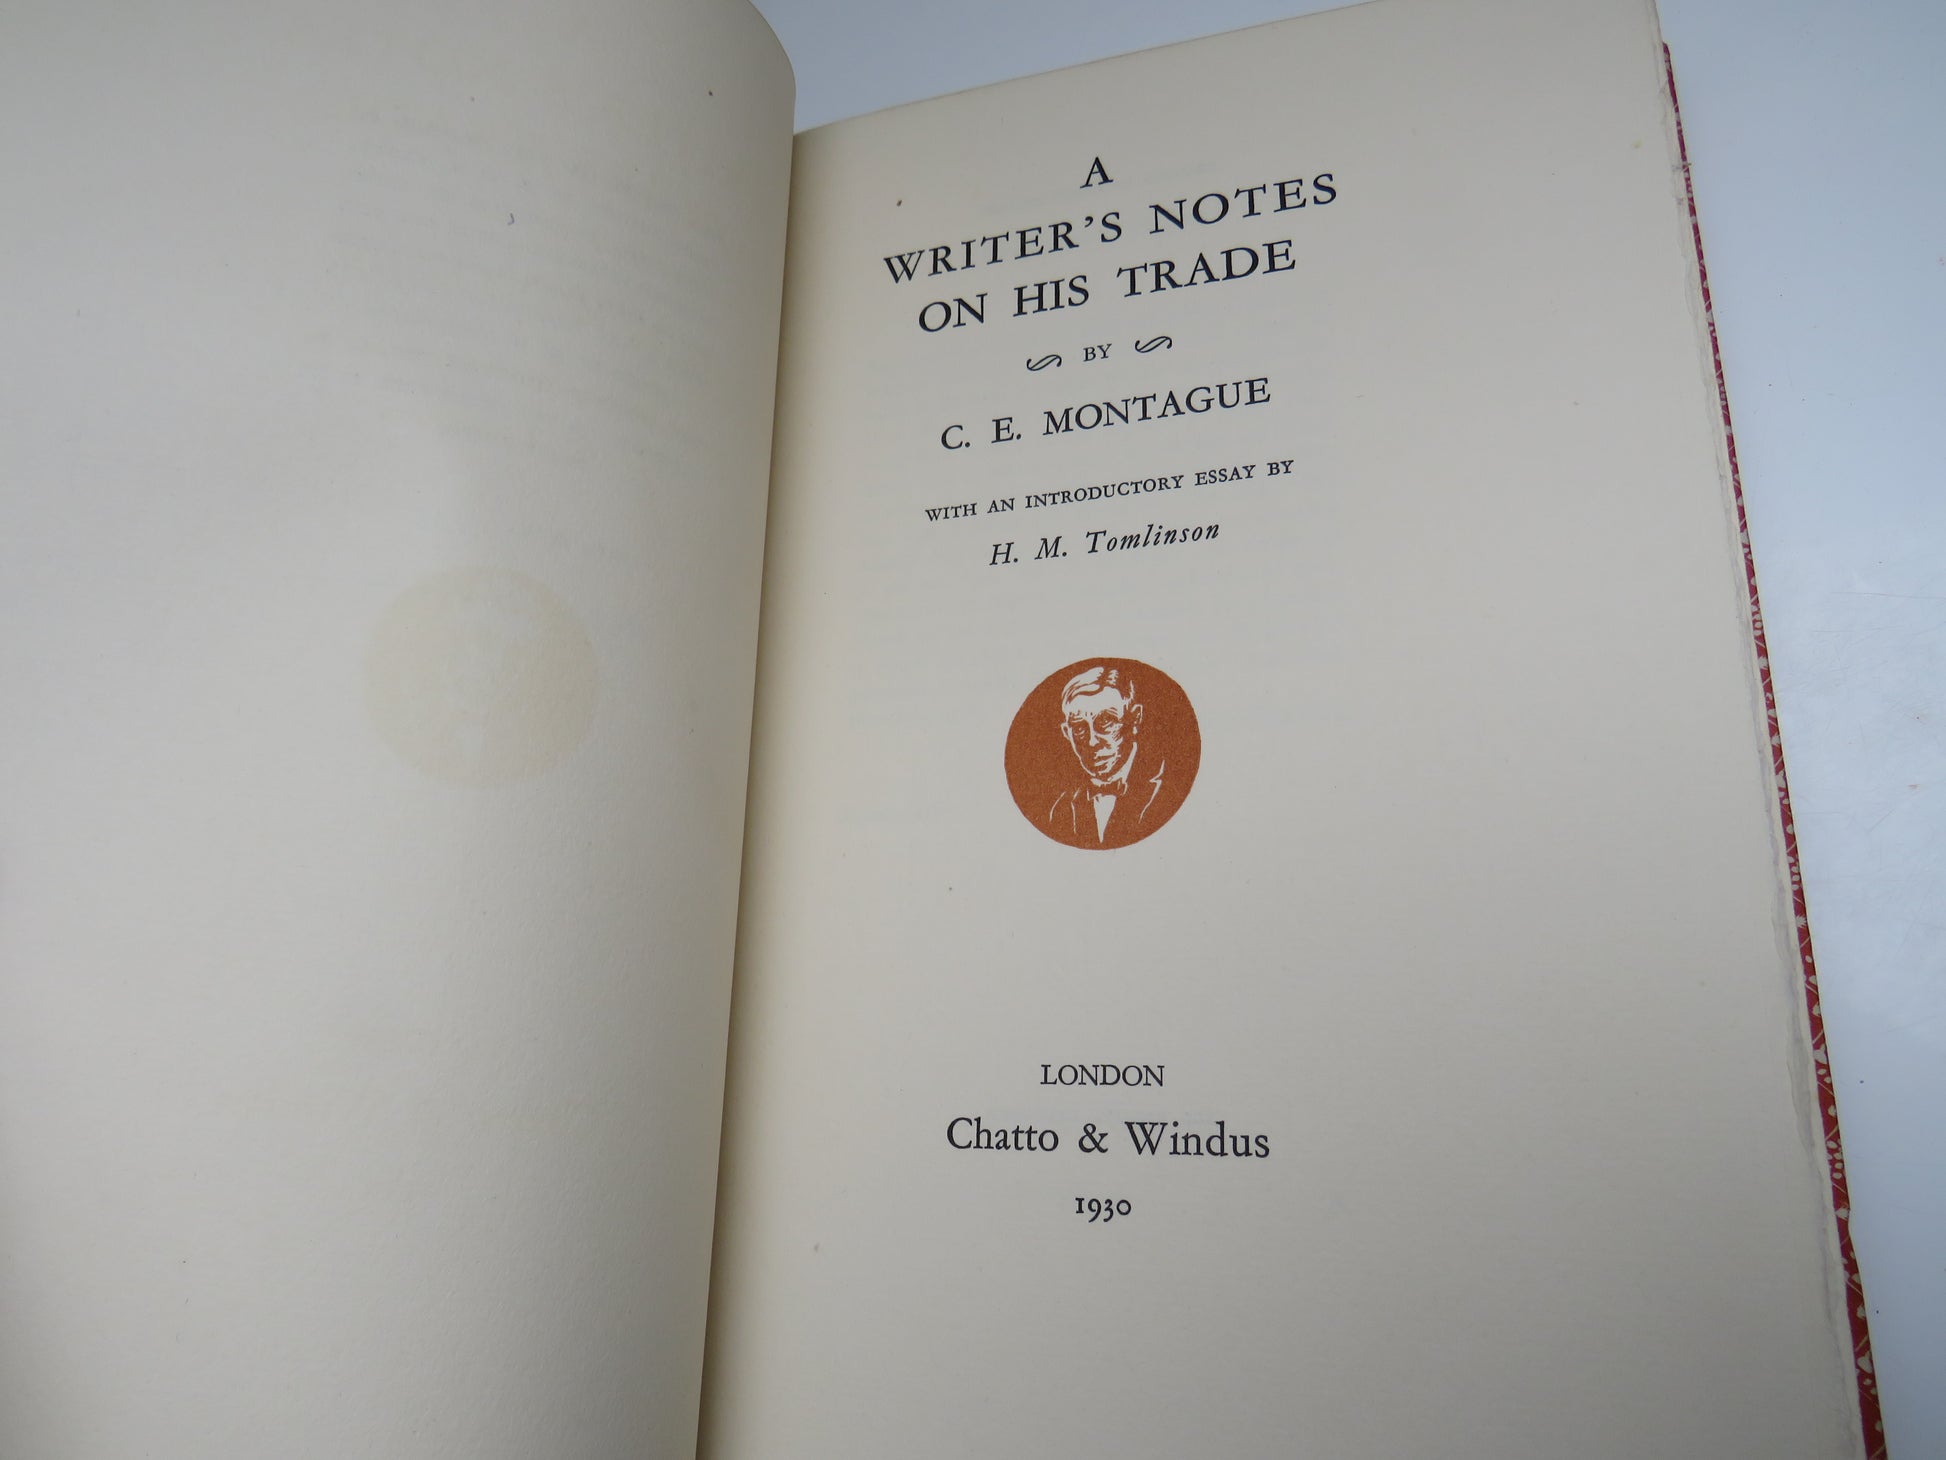 A
WRITER'S NOTES
ON HIS TRADE
BY
C. E. MONTAGUE
WITH AN INTRODUCTORY ESSAY BY
H. M. Tomlinson
LONDON
Chatto & Windus
1930